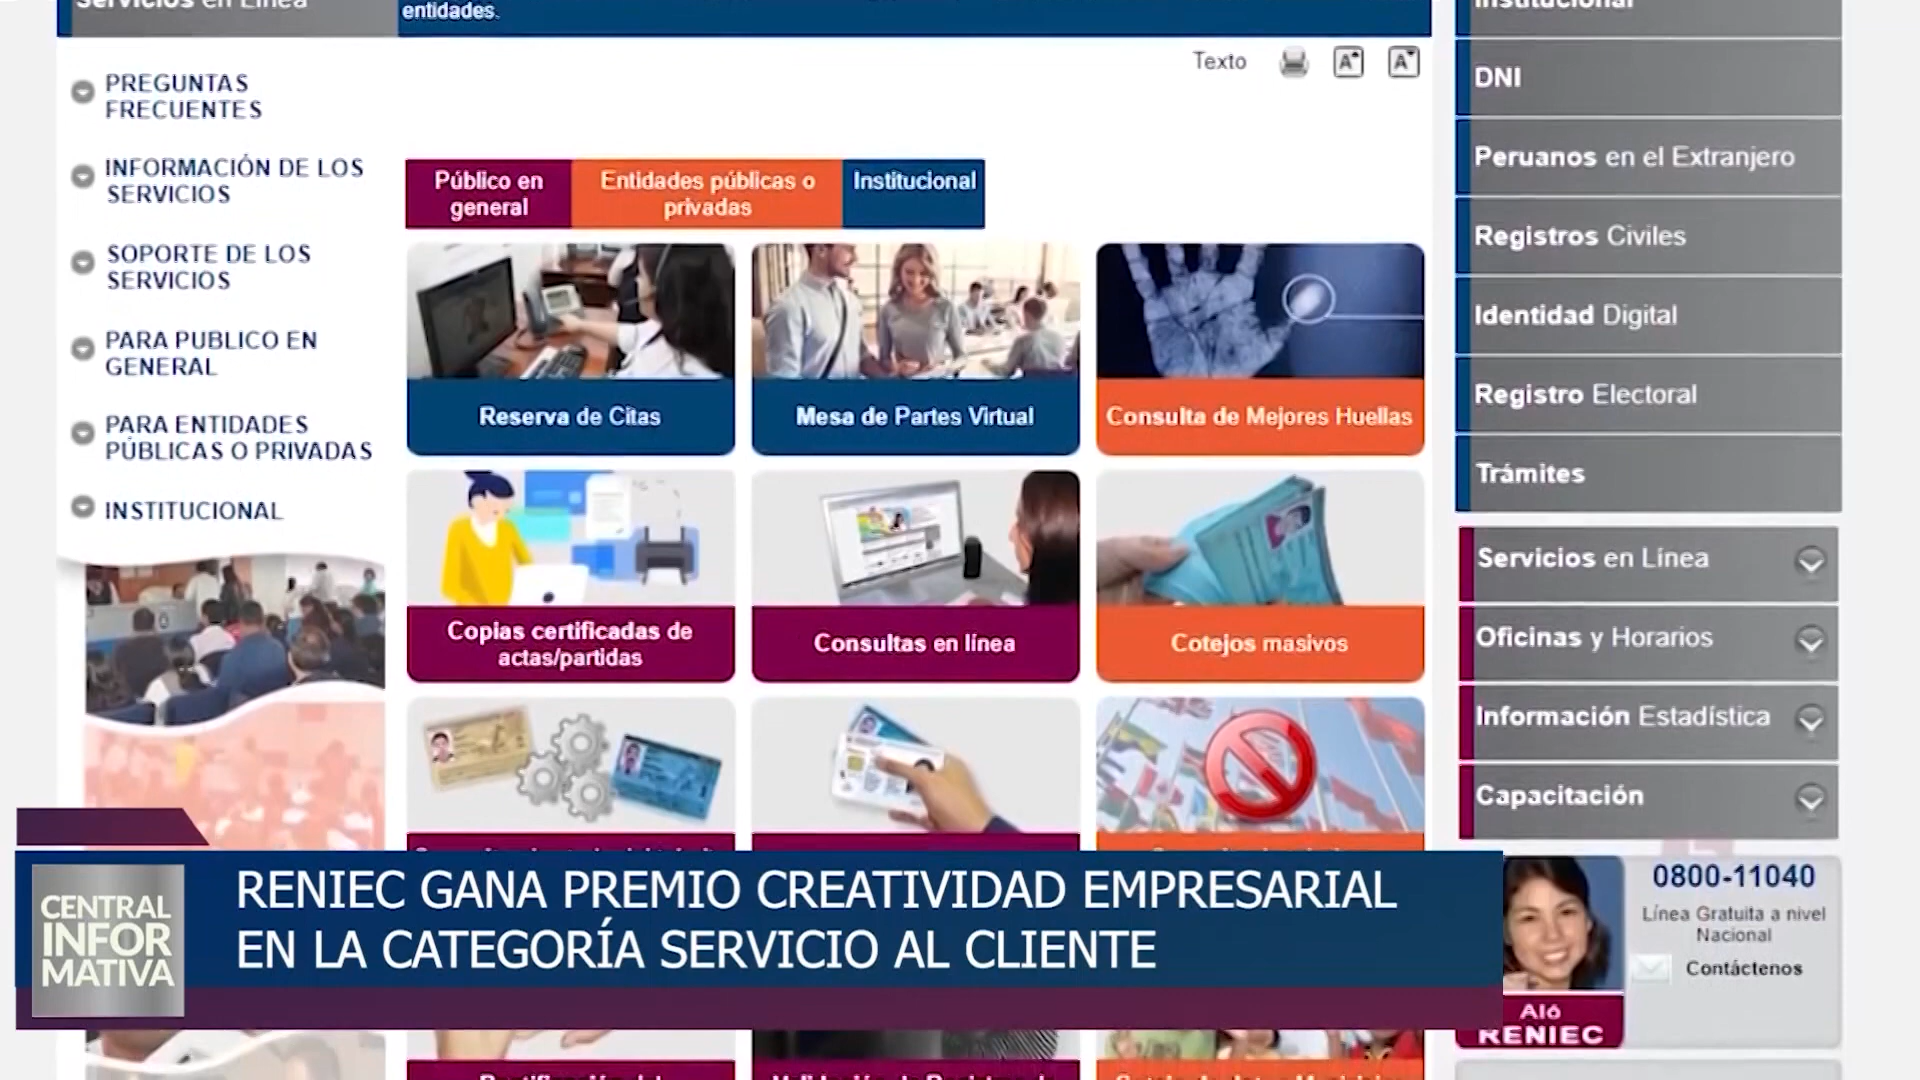 Servicios en Línea
entidades.
Texto
PREGUNTAS
FRECUENTES
INFORMACIÓN DE LOS
SERVICIOS
SOPORTE DE LOS
SERVICIOS
PARA PUBLICO EN
GENERAL
PARA ENTIDADES
PÚBLICAS O PRIVADAS
INSTITUCIONAL
Público en
general
Entidades públicas o
privadas
Institucional
Reserva de Citas
Mesa de Partes Virtual
Consulta de Mejores Huellas
Copias certificadas de
actas/partidas
Consultas en línea
Cotejos masivos
Institucional
DNI
Peruanos en el Extranjero
Registros Civiles
Identidad Digital
Registro Electoral
Trámites
Servicios en Línea
Oficinas y Horarios
Información Estadística
Capacitación
0800-11040
Línea Gratuita a nivel
Nacional
Contáctenos
Aló
RENIEC
CENTRAL
INFOR
MATIVA
RENIEC GANA PREMIO CREATIVIDAD EMPRESARIAL
EN LA CATEGORÍA SERVICIO AL CLIENTE